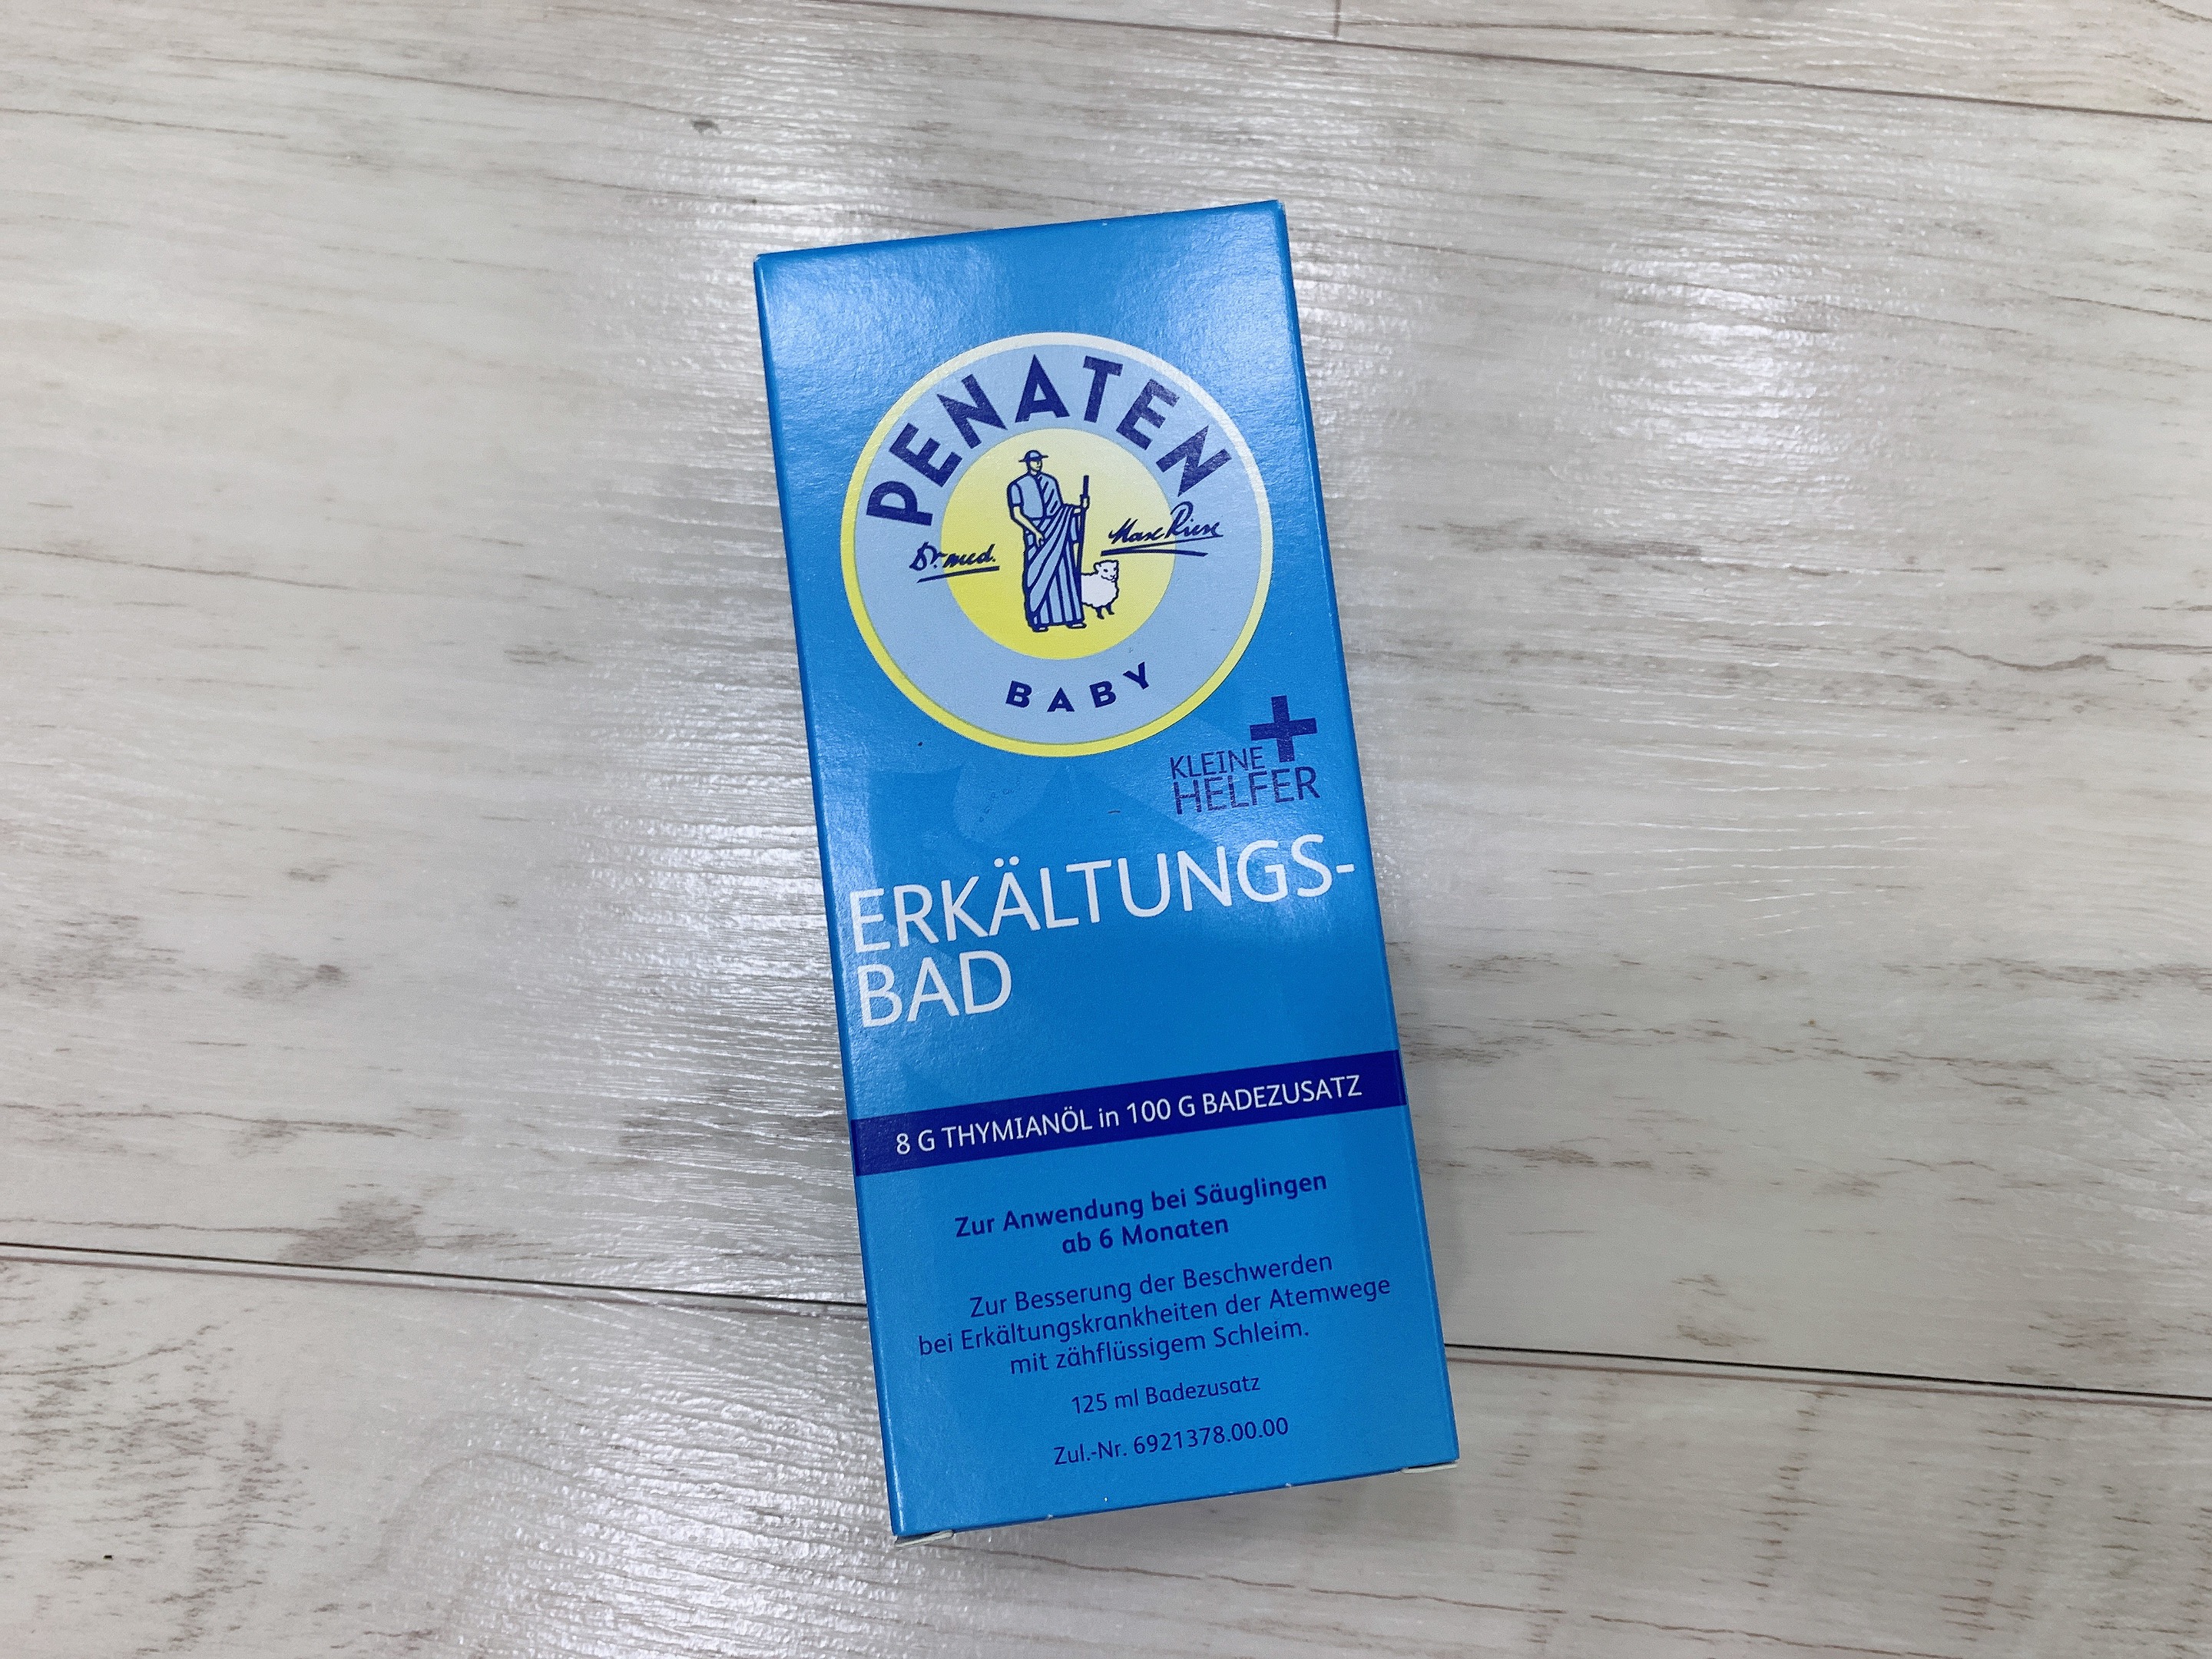 PENATEN
Dr. med. Max Riese
BABY
KLEINE
HELFER
ERKÄLTUNGS-
BAD
8 G THYMIANÖL in 100 G BADEZUSATZ
Zur Anwendung bei Säuglingen
ab 6 Monaten
Zur Besserung der Beschwerden
bei Erkältungskrankheiten der Atemwege
mit zähflüssigem Schleim.
125 ml Badezusatz
Zul.-Nr. 6921378.00.00